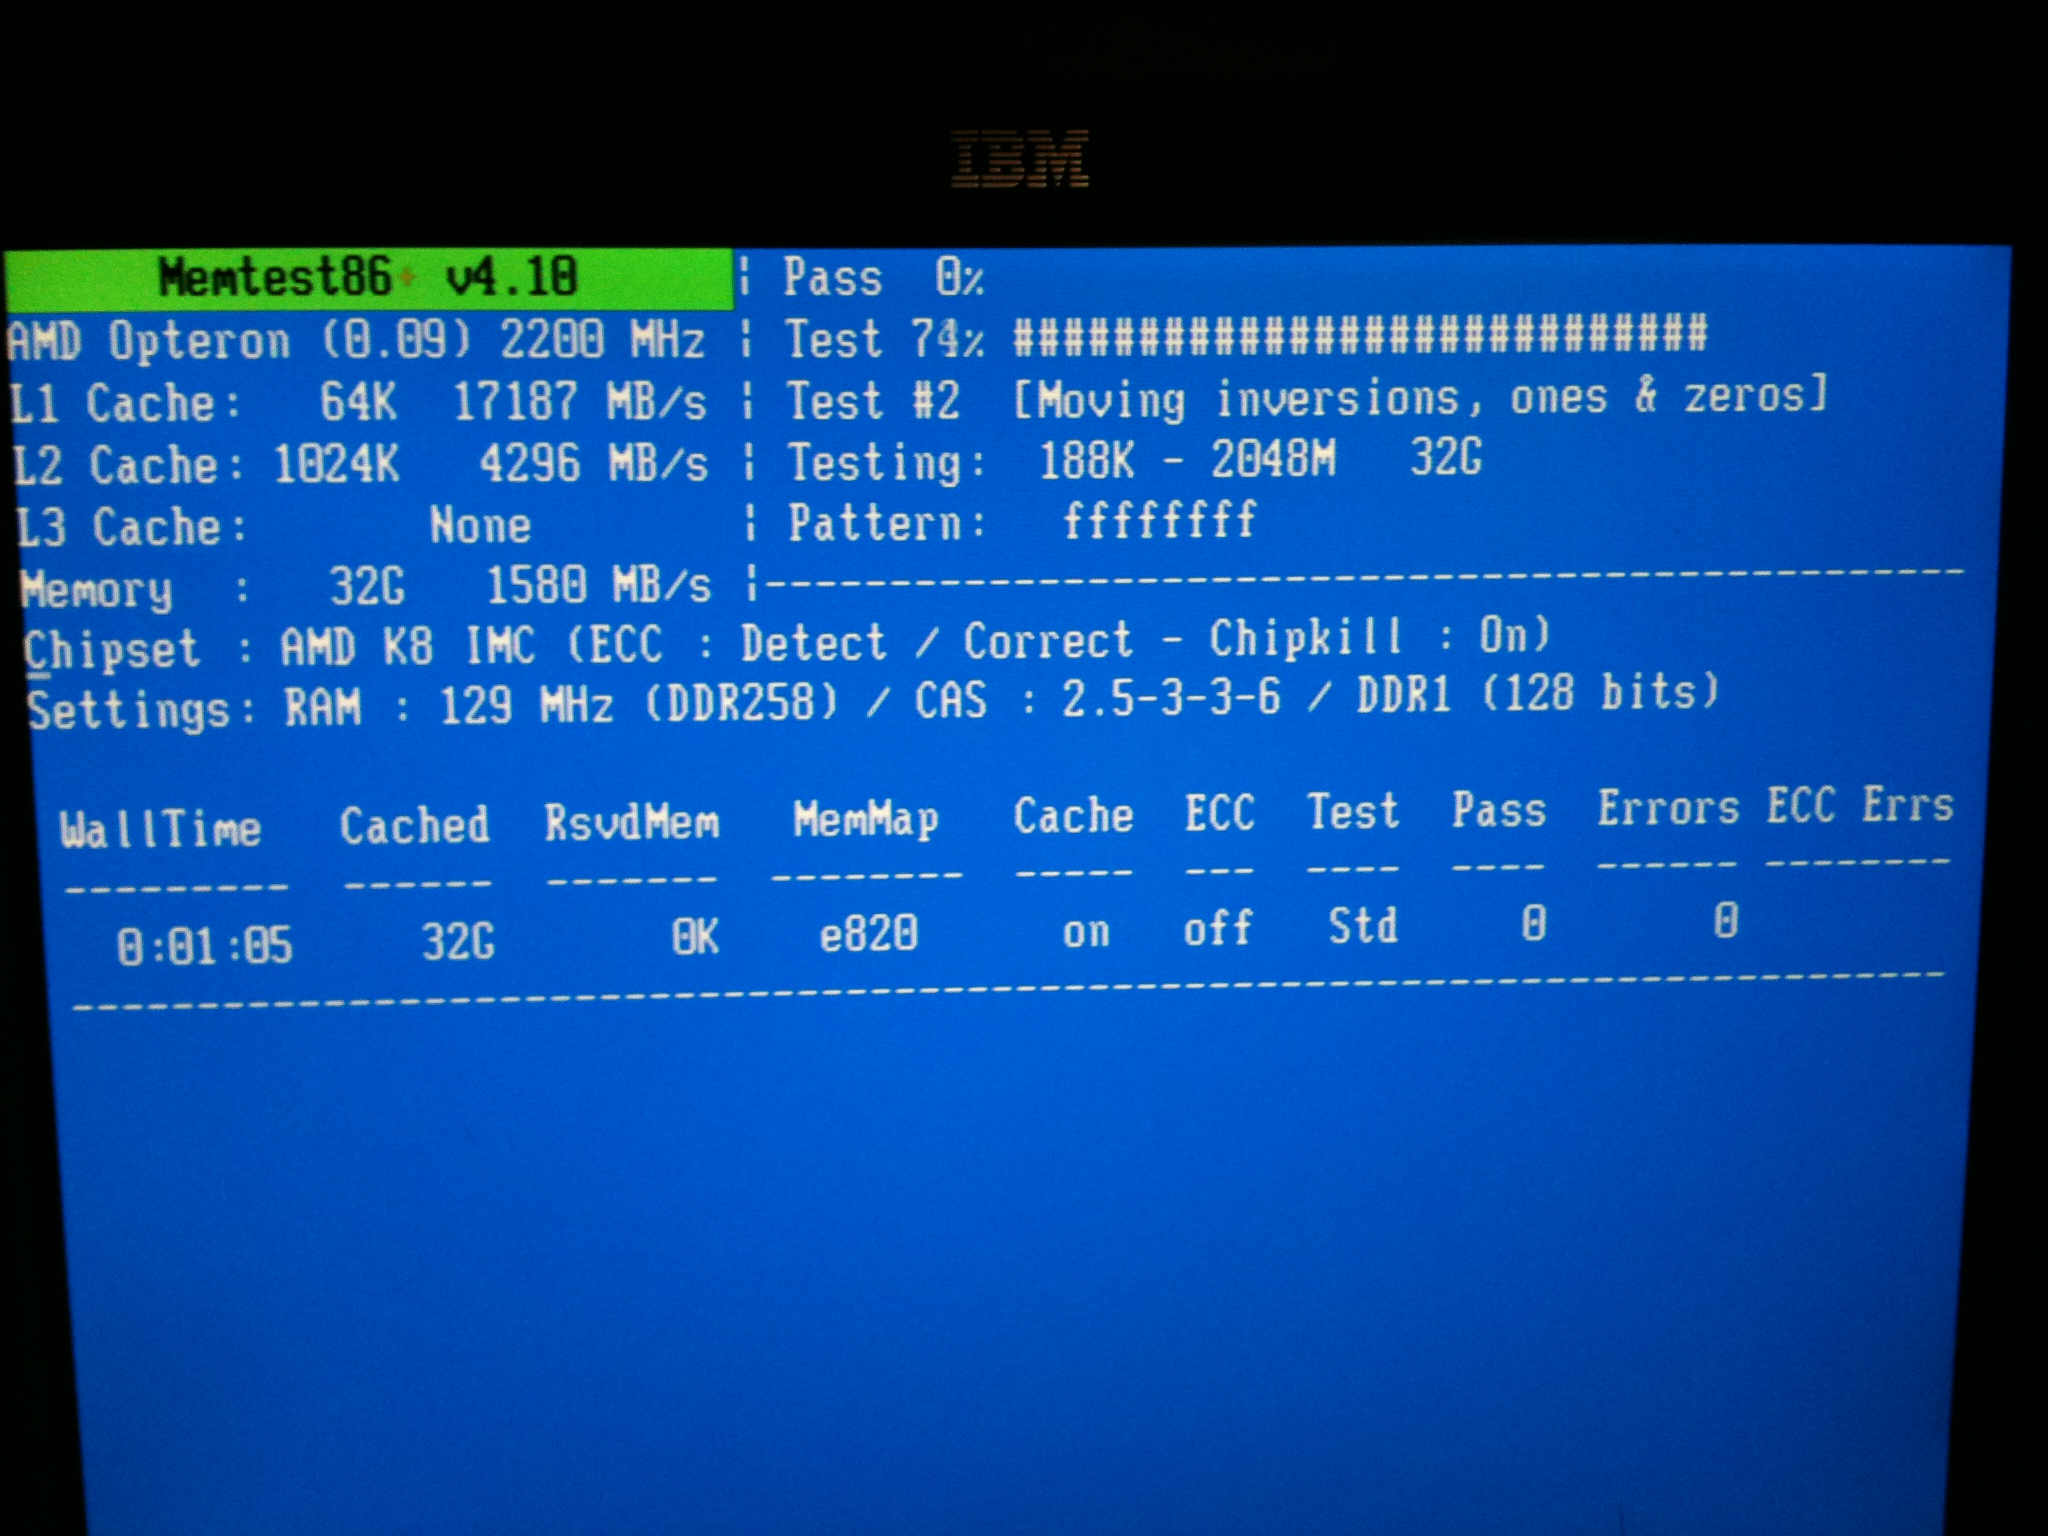 IBM
Memtest86+ v4.10 | Pass 0%
AMD Opteron (0.09) 2200 MHz | Test 74% ############################
L1 Cache: 64K 17187 MB/s | Test #2 [Moving inversions, ones & zeros]
L2 Cache: 1024K 4296 MB/s | Testing: 188K - 2048M 32G
L3 Cache: None | Pattern: ffffffff
Memory : 32G 1580 MB/s |-------------------------------------------------
Chipset : AMD K8 IMC (ECC : Detect / Correct - Chipkill : On)
Settings: RAM : 129 MHz (DDR258) / CAS : 2.5-3-3-6 / DDR1 (128 bits)
WallTime Cached RsvdMem MemMap Cache ECC Test Pass Errors ECC Errs
--------- ------ ------- -------- ----- --- ---- ---- ------ --------
0:01:05 32G 0K e820 on off Std 0 0
-----------------------------------------------------------------------------